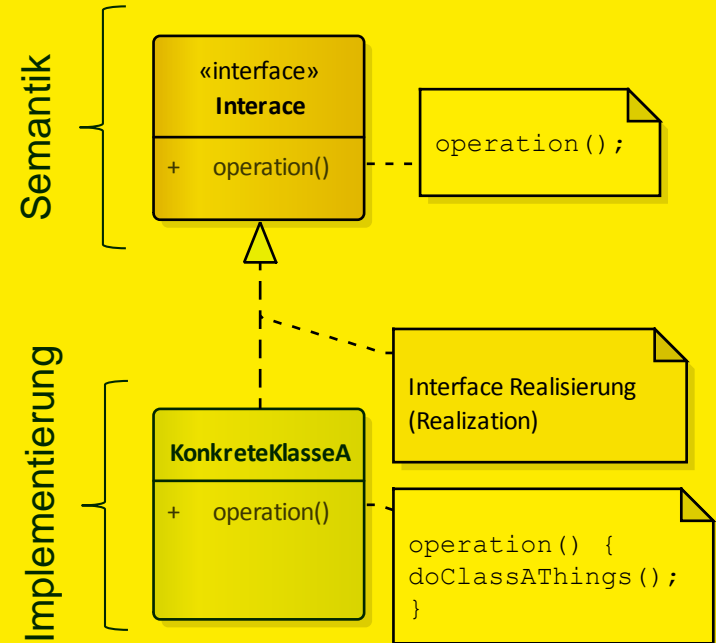 Semantik
«interface»
Interace
+ operation()
operation();
Implementierung
Interface Realisierung
(Realization)
KonkreteKlasseA
+ operation()
operation() {
doClassAThings();
}